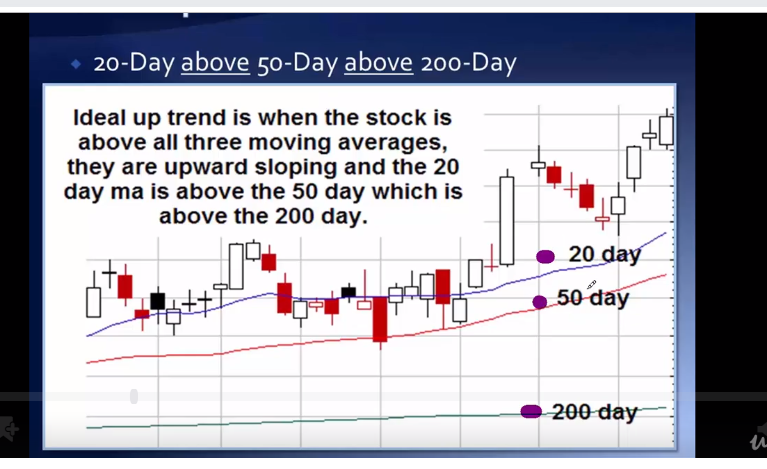 20-Day above 50-Day above 200-Day
Ideal up trend is when the stock is
above all three moving averages,
they are upward sloping and the 20
day ma is above the 50 day which is
above the 200 day.
20 day
50 day
200 day